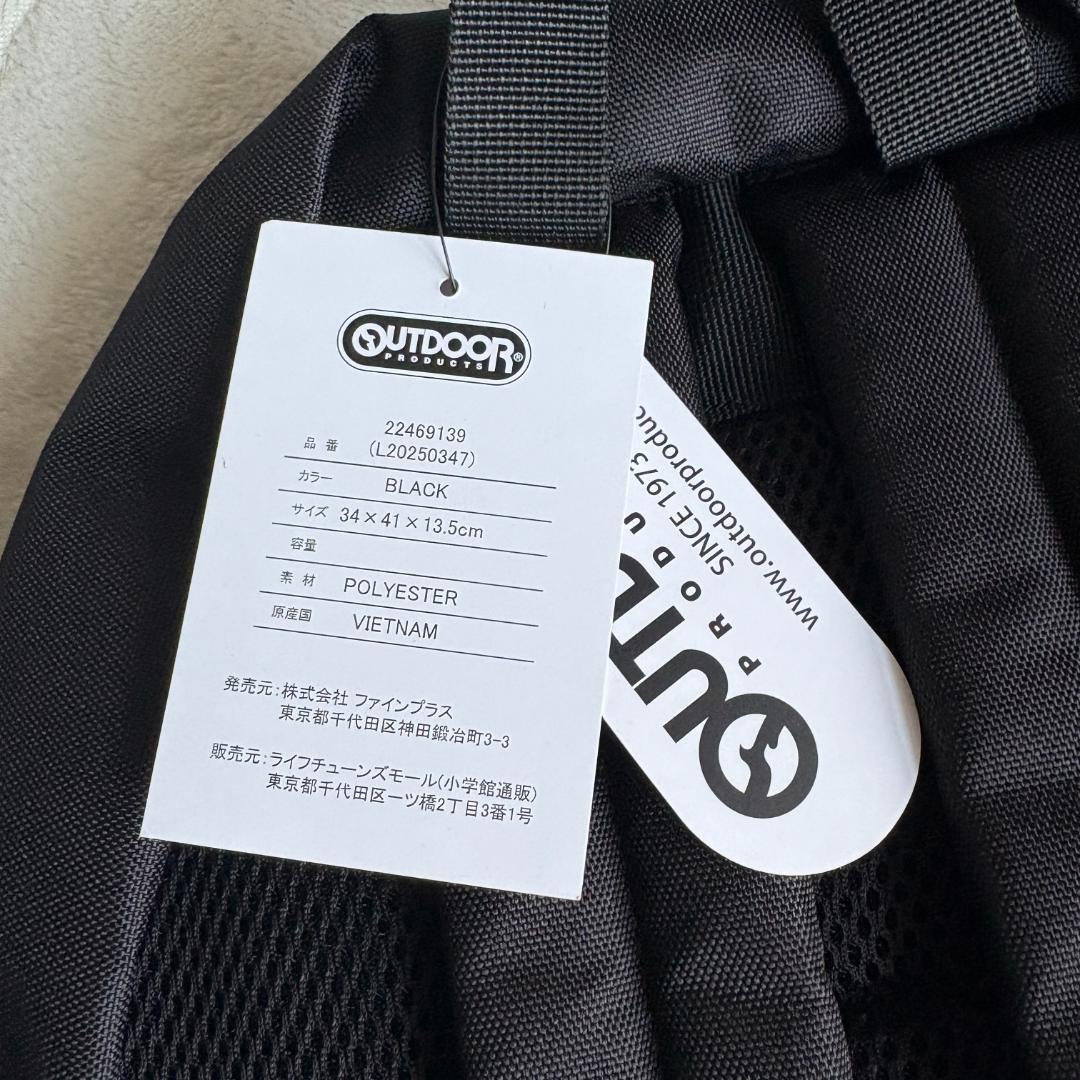 OUTDOOR®
PRODUCTS
品番 22469139
(L20250347)
カラー BLACK
サイズ 34×41×13.5cm
容量
素材 POLYESTER
原産国 VIETNAM
発売元:株式会社 ファインプラス
東京都千代田区神田鍛冶町3-3
販売元:ライフチューンズモール(小学館通販)
東京都千代田区一ツ橋2丁目3番1号
OUTD
PRODU
SINCE 1973
www.outdoorproduc